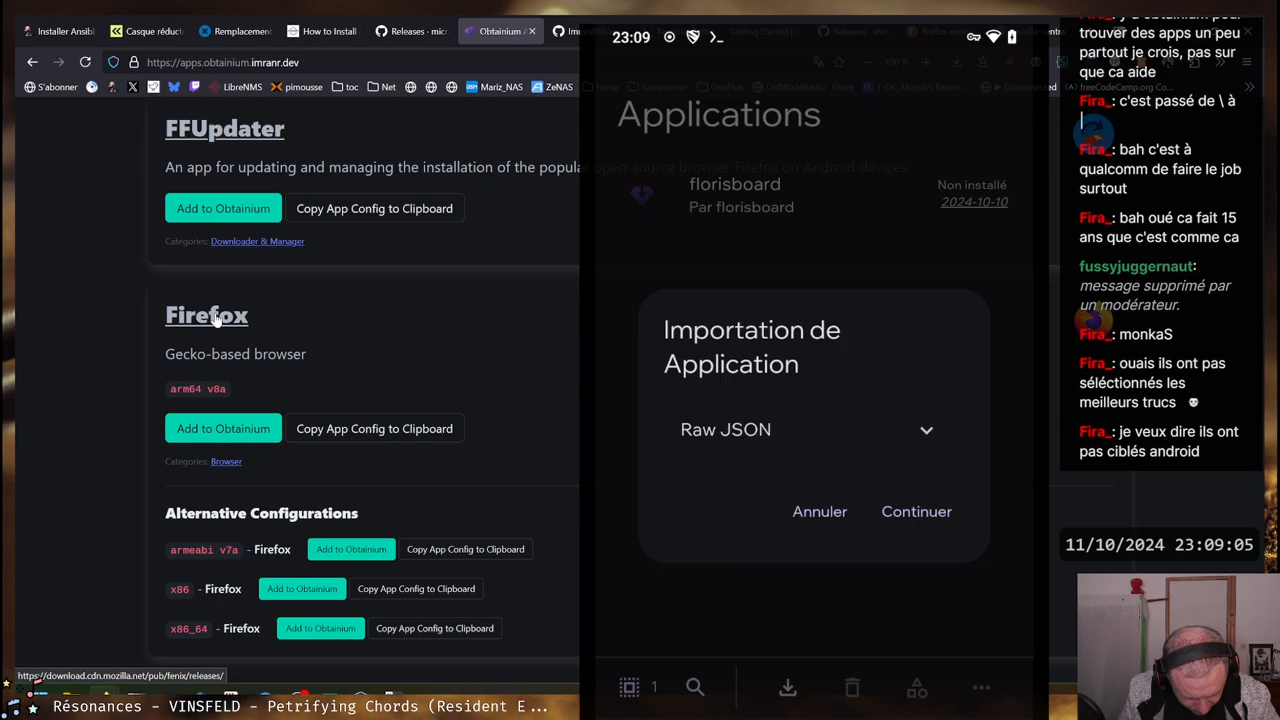 Installer Ansibl
Casque réduct
Remplacement
How to Install
Releases · micr
Obtainium /
Getting Started
https://apps.obtainium.imranr.dev
S'abonner
Net
LibreNMS
pimousse
toc
Net
Mariz_NAS
ZeNAS
FFUpdater
An app for updating and managing the installation of the popular open-source browser Firefox on Android devices
Add to Obtainium
Copy App Config to Clipboard
Categories: Downloader & Manager
Firefox
Gecko-based browser
arm64 v8a
Add to Obtainium
Copy App Config to Clipboard
Categories: Browser
Alternative Configurations
armeabi v7a - Firefox
Add to Obtainium
Copy App Config to Clipboard
x86 - Firefox
Add to Obtainium
Copy App Config to Clipboard
x86_64 - Firefox
Add to Obtainium
Copy App Config to Clipboard
https://download.cdn.mozilla.net/pub/fenix/releases/
Résonances - VINSFELD - Petrifying Chords (Resident E...
23:09
Applications
florisboard
Par florisboard
Non installé
2024-10-10
Importation de
Application
Raw JSON
Annuler
Continuer
1
trouver des apps un peu
partout je crois, pas sur
que ca aide
Fira_: c'est passé de \ à
|
Fira_: bah c'est à
qualcomm de faire le job
surtout
Fira_: bah oué ca fait 15
ans que c'est comme ca
fussyjuggernaut:
message supprimé par
un modérateur.
Fira_: monkaS
Fira_: ouais ils ont pas
séléctionnés les
meilleurs trucs
Fira_: je veux dire ils ont
pas ciblés android
11/10/2024 23:09:05